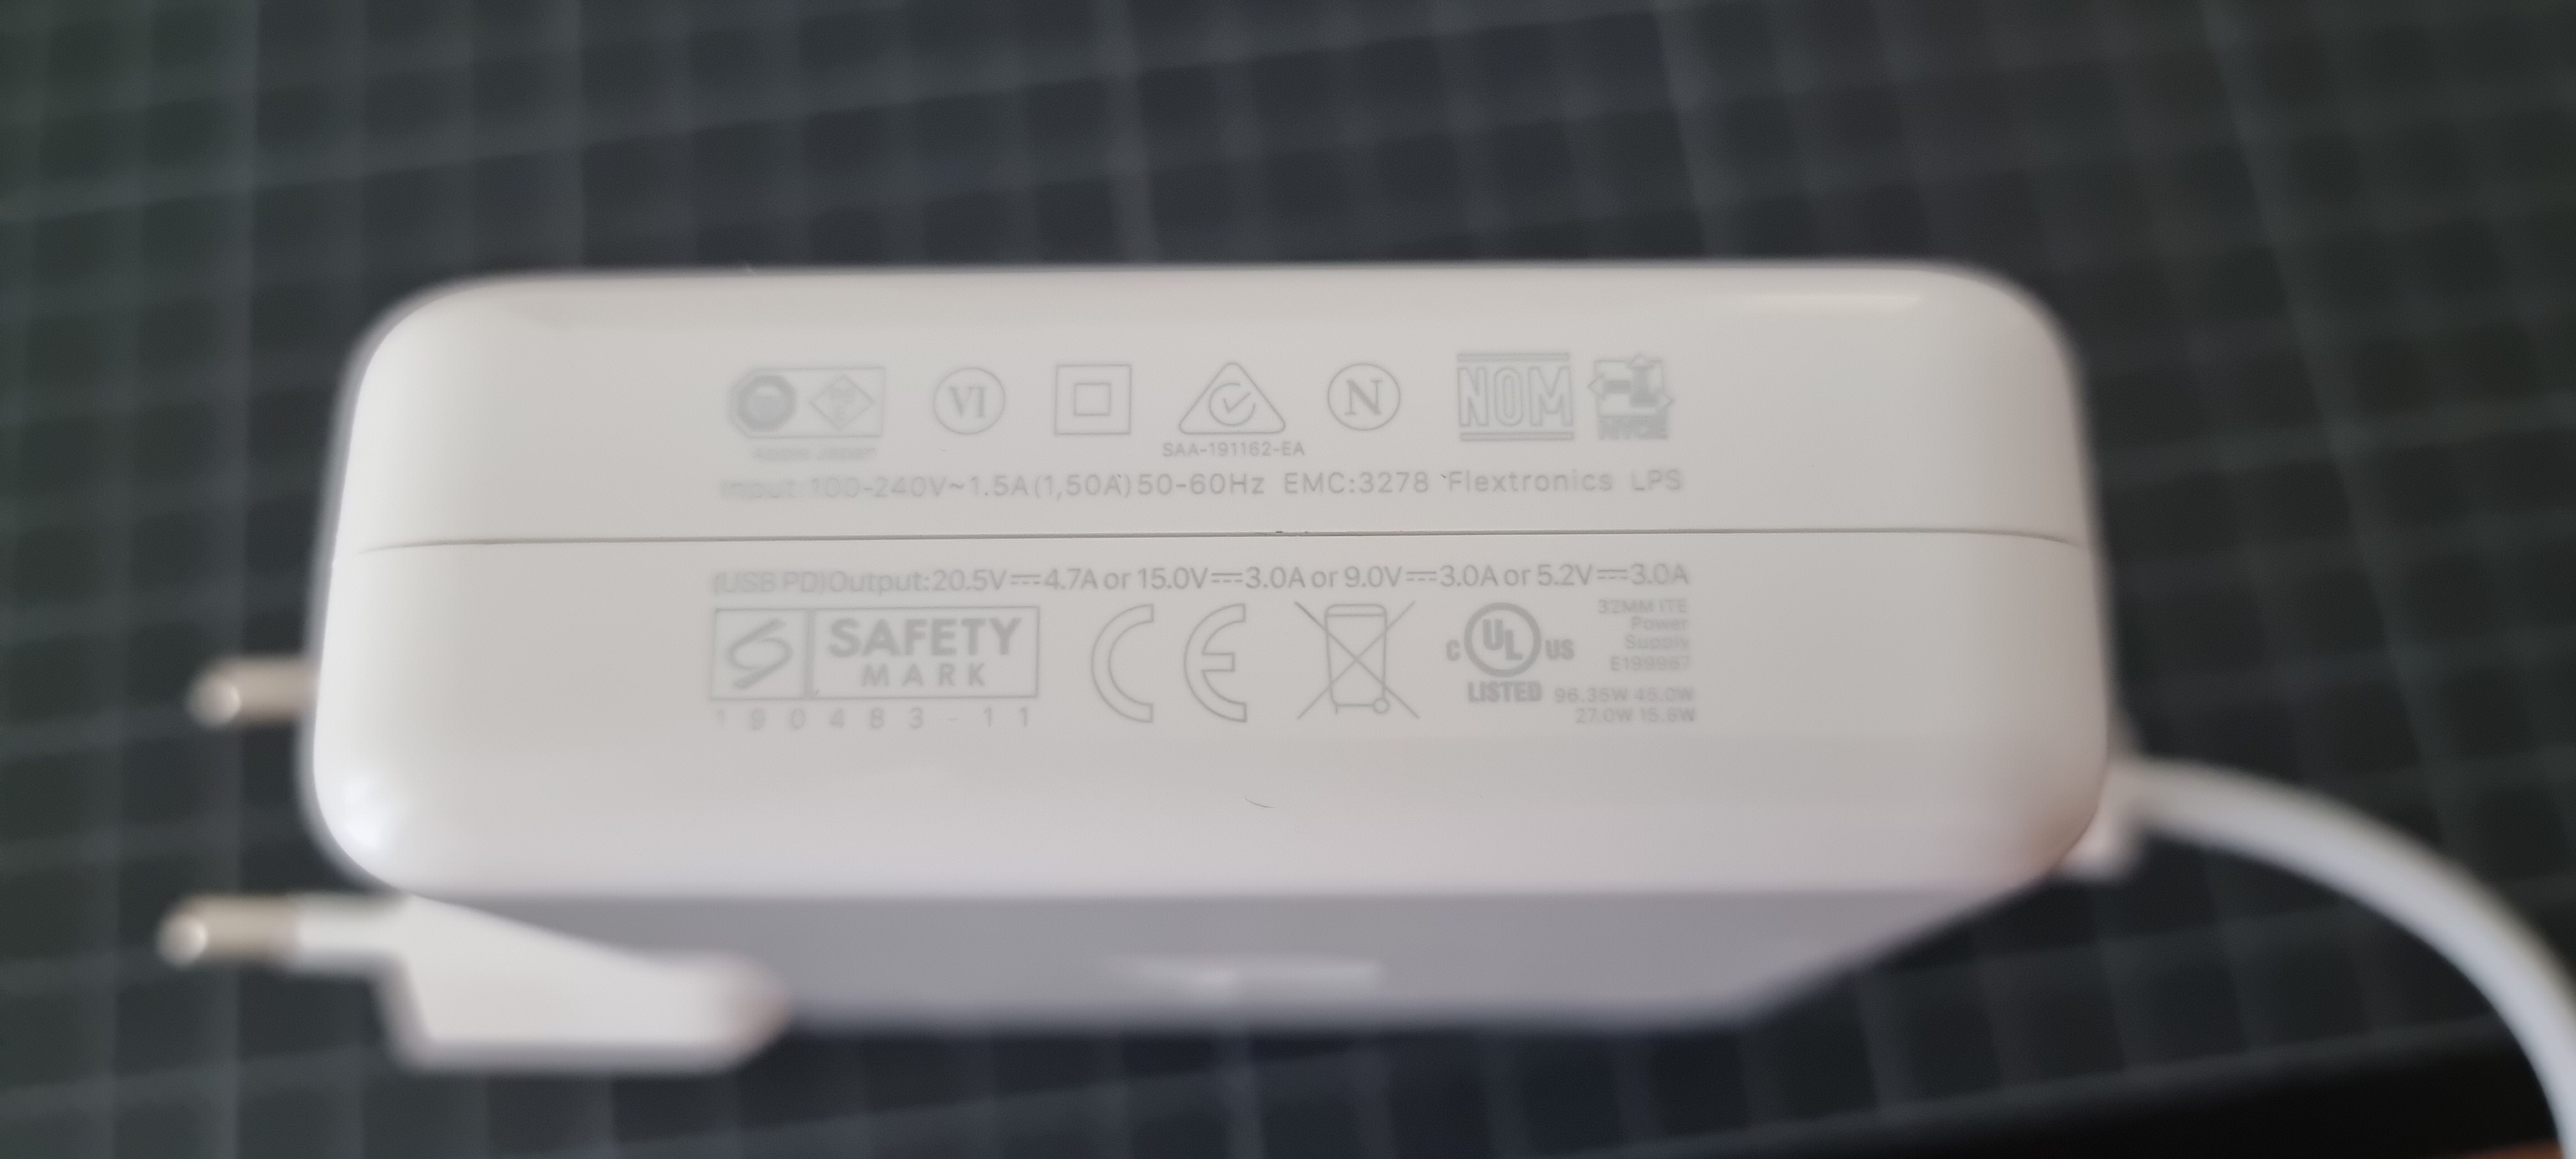 VI N NOM
SAA-191162-EA
Input:100-240V~1.5A(1,50A)50-60Hz EMC:3278 Flextronics LPS
(USB PD)Output:20.5V⎓4.7A or 15.0V⎓3.0A or 9.0V⎓3.0A or 5.2V⎓3.0A
SAFETY
MARK
190483-11
CE
c UL US
LISTED
32MM ITE
Power
Supply
E199967
96.35W 45.0W
27.0W 15.6W